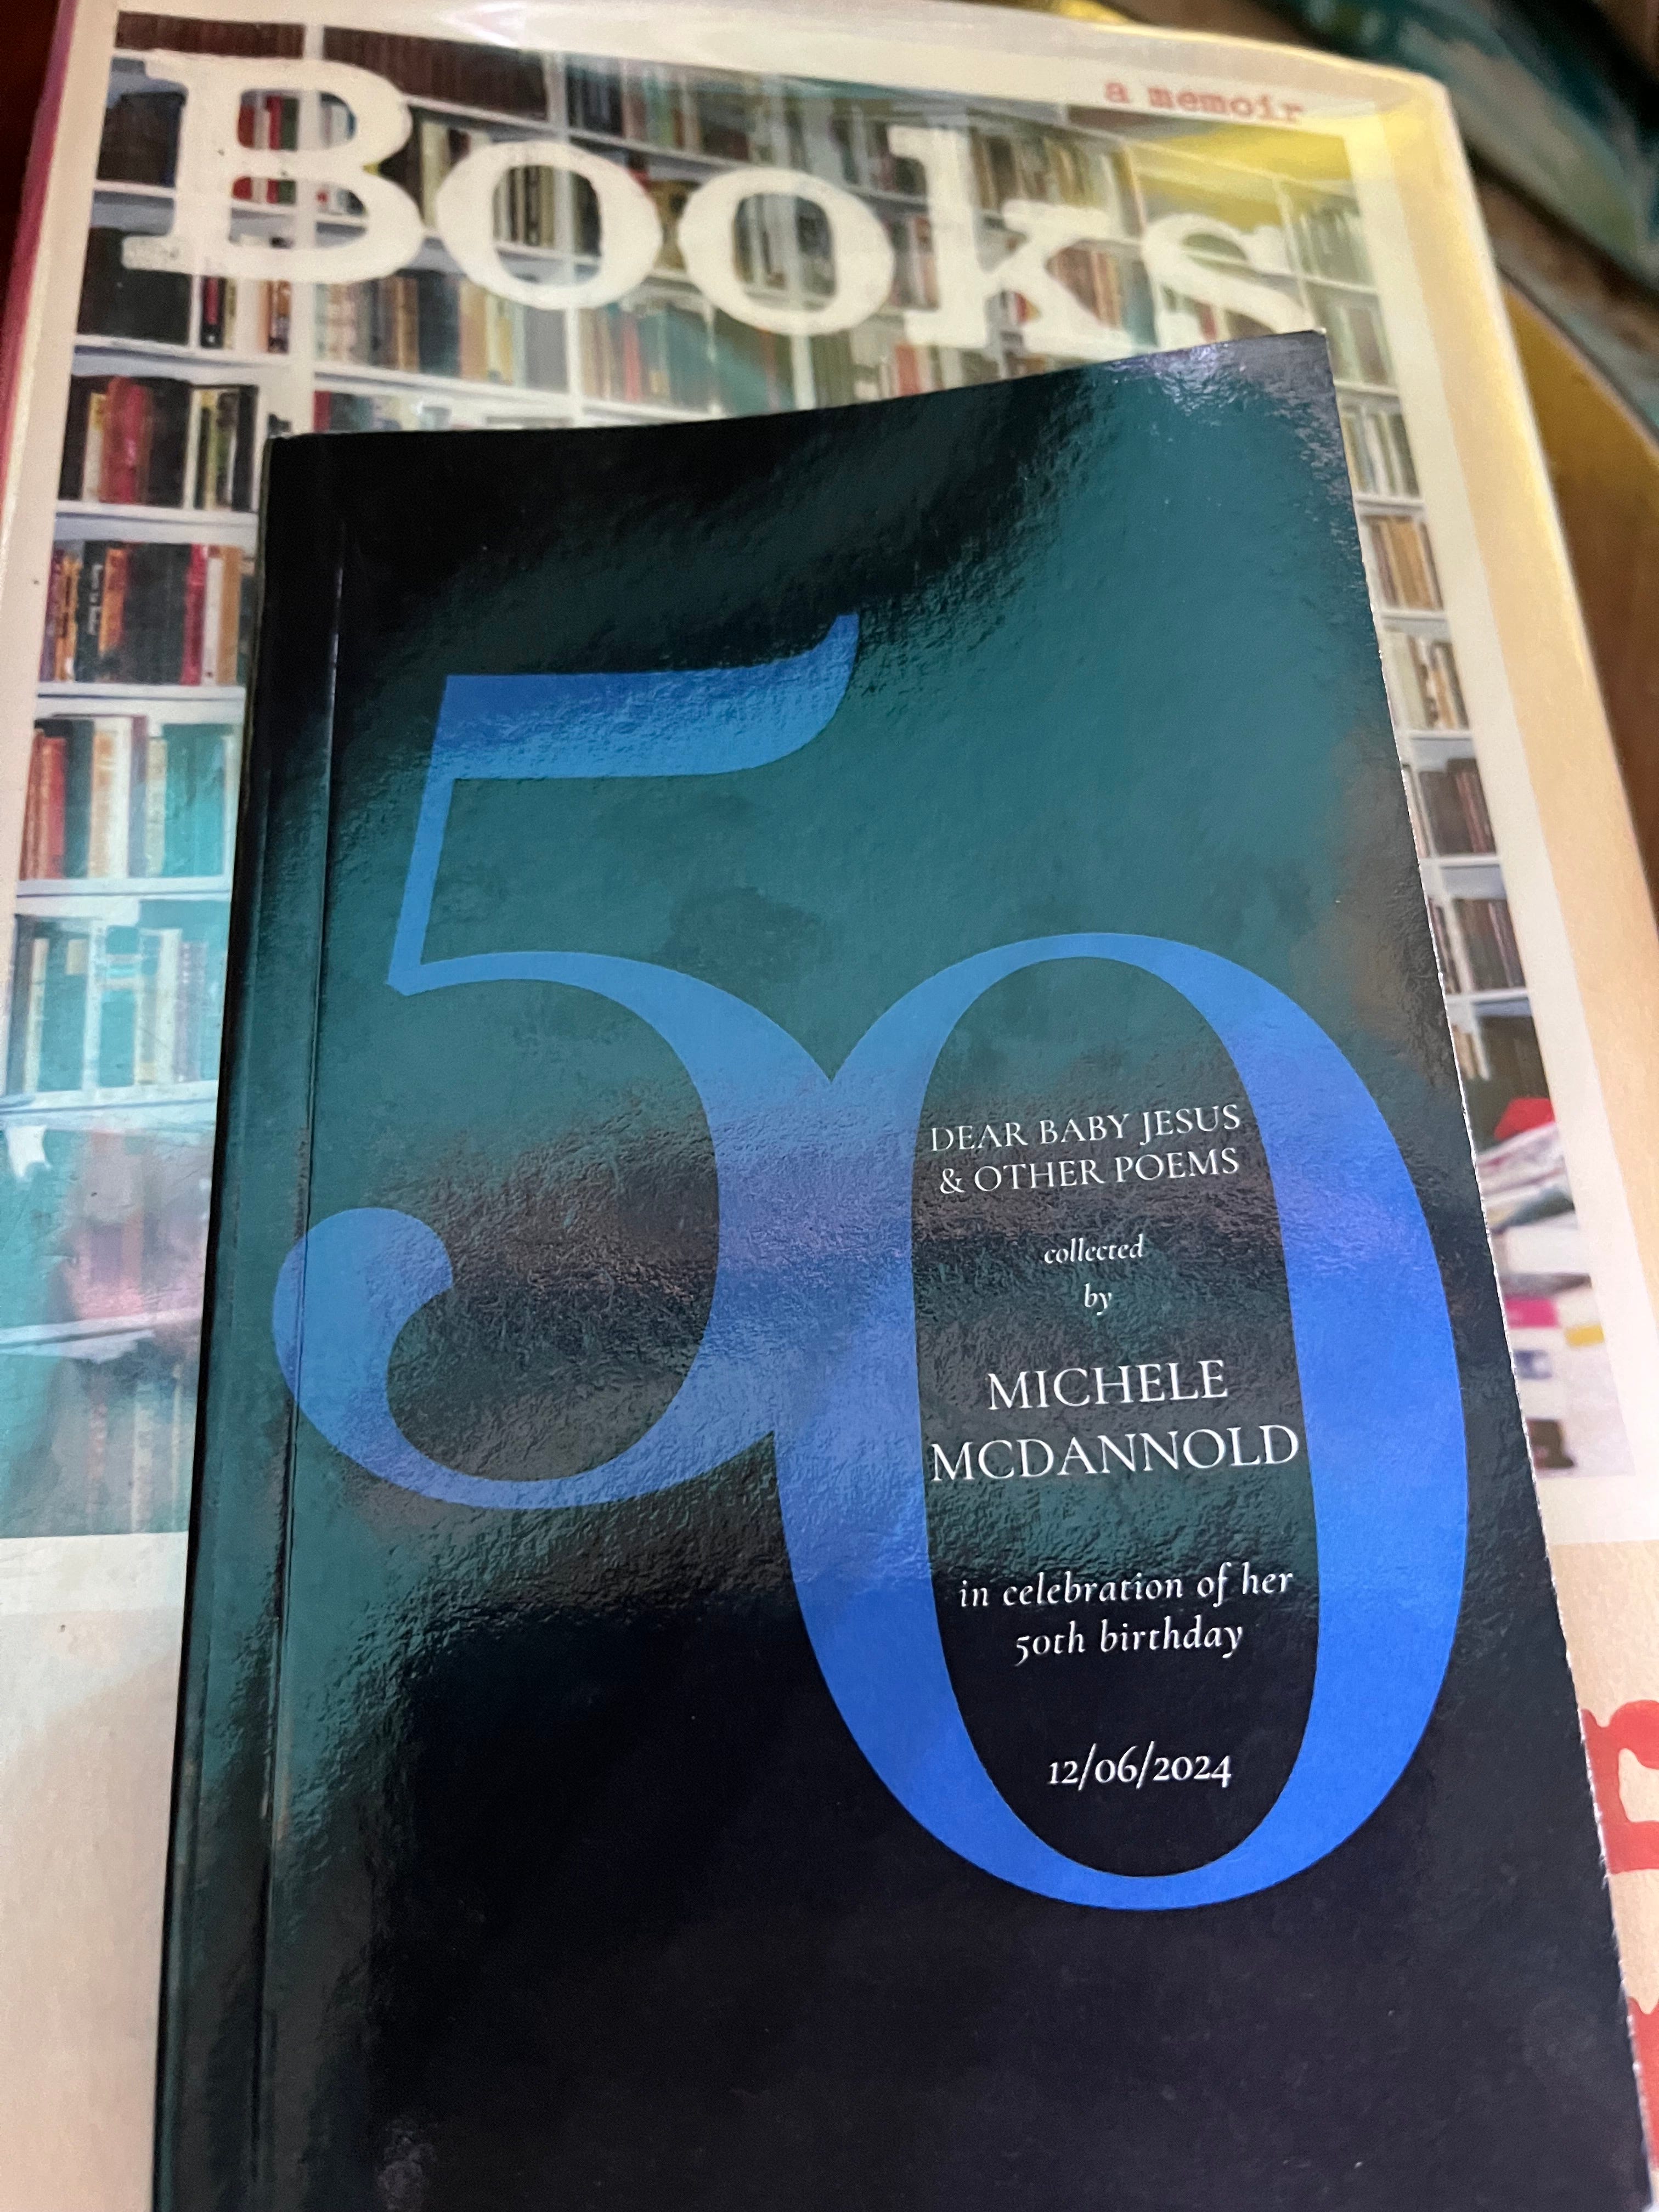 a memoir
Books
50
DEAR BABY JESUS
& OTHER POEMS
collected
by
MICHELE
MCDANNOLD
in celebration of her
50th birthday
12/06/2024